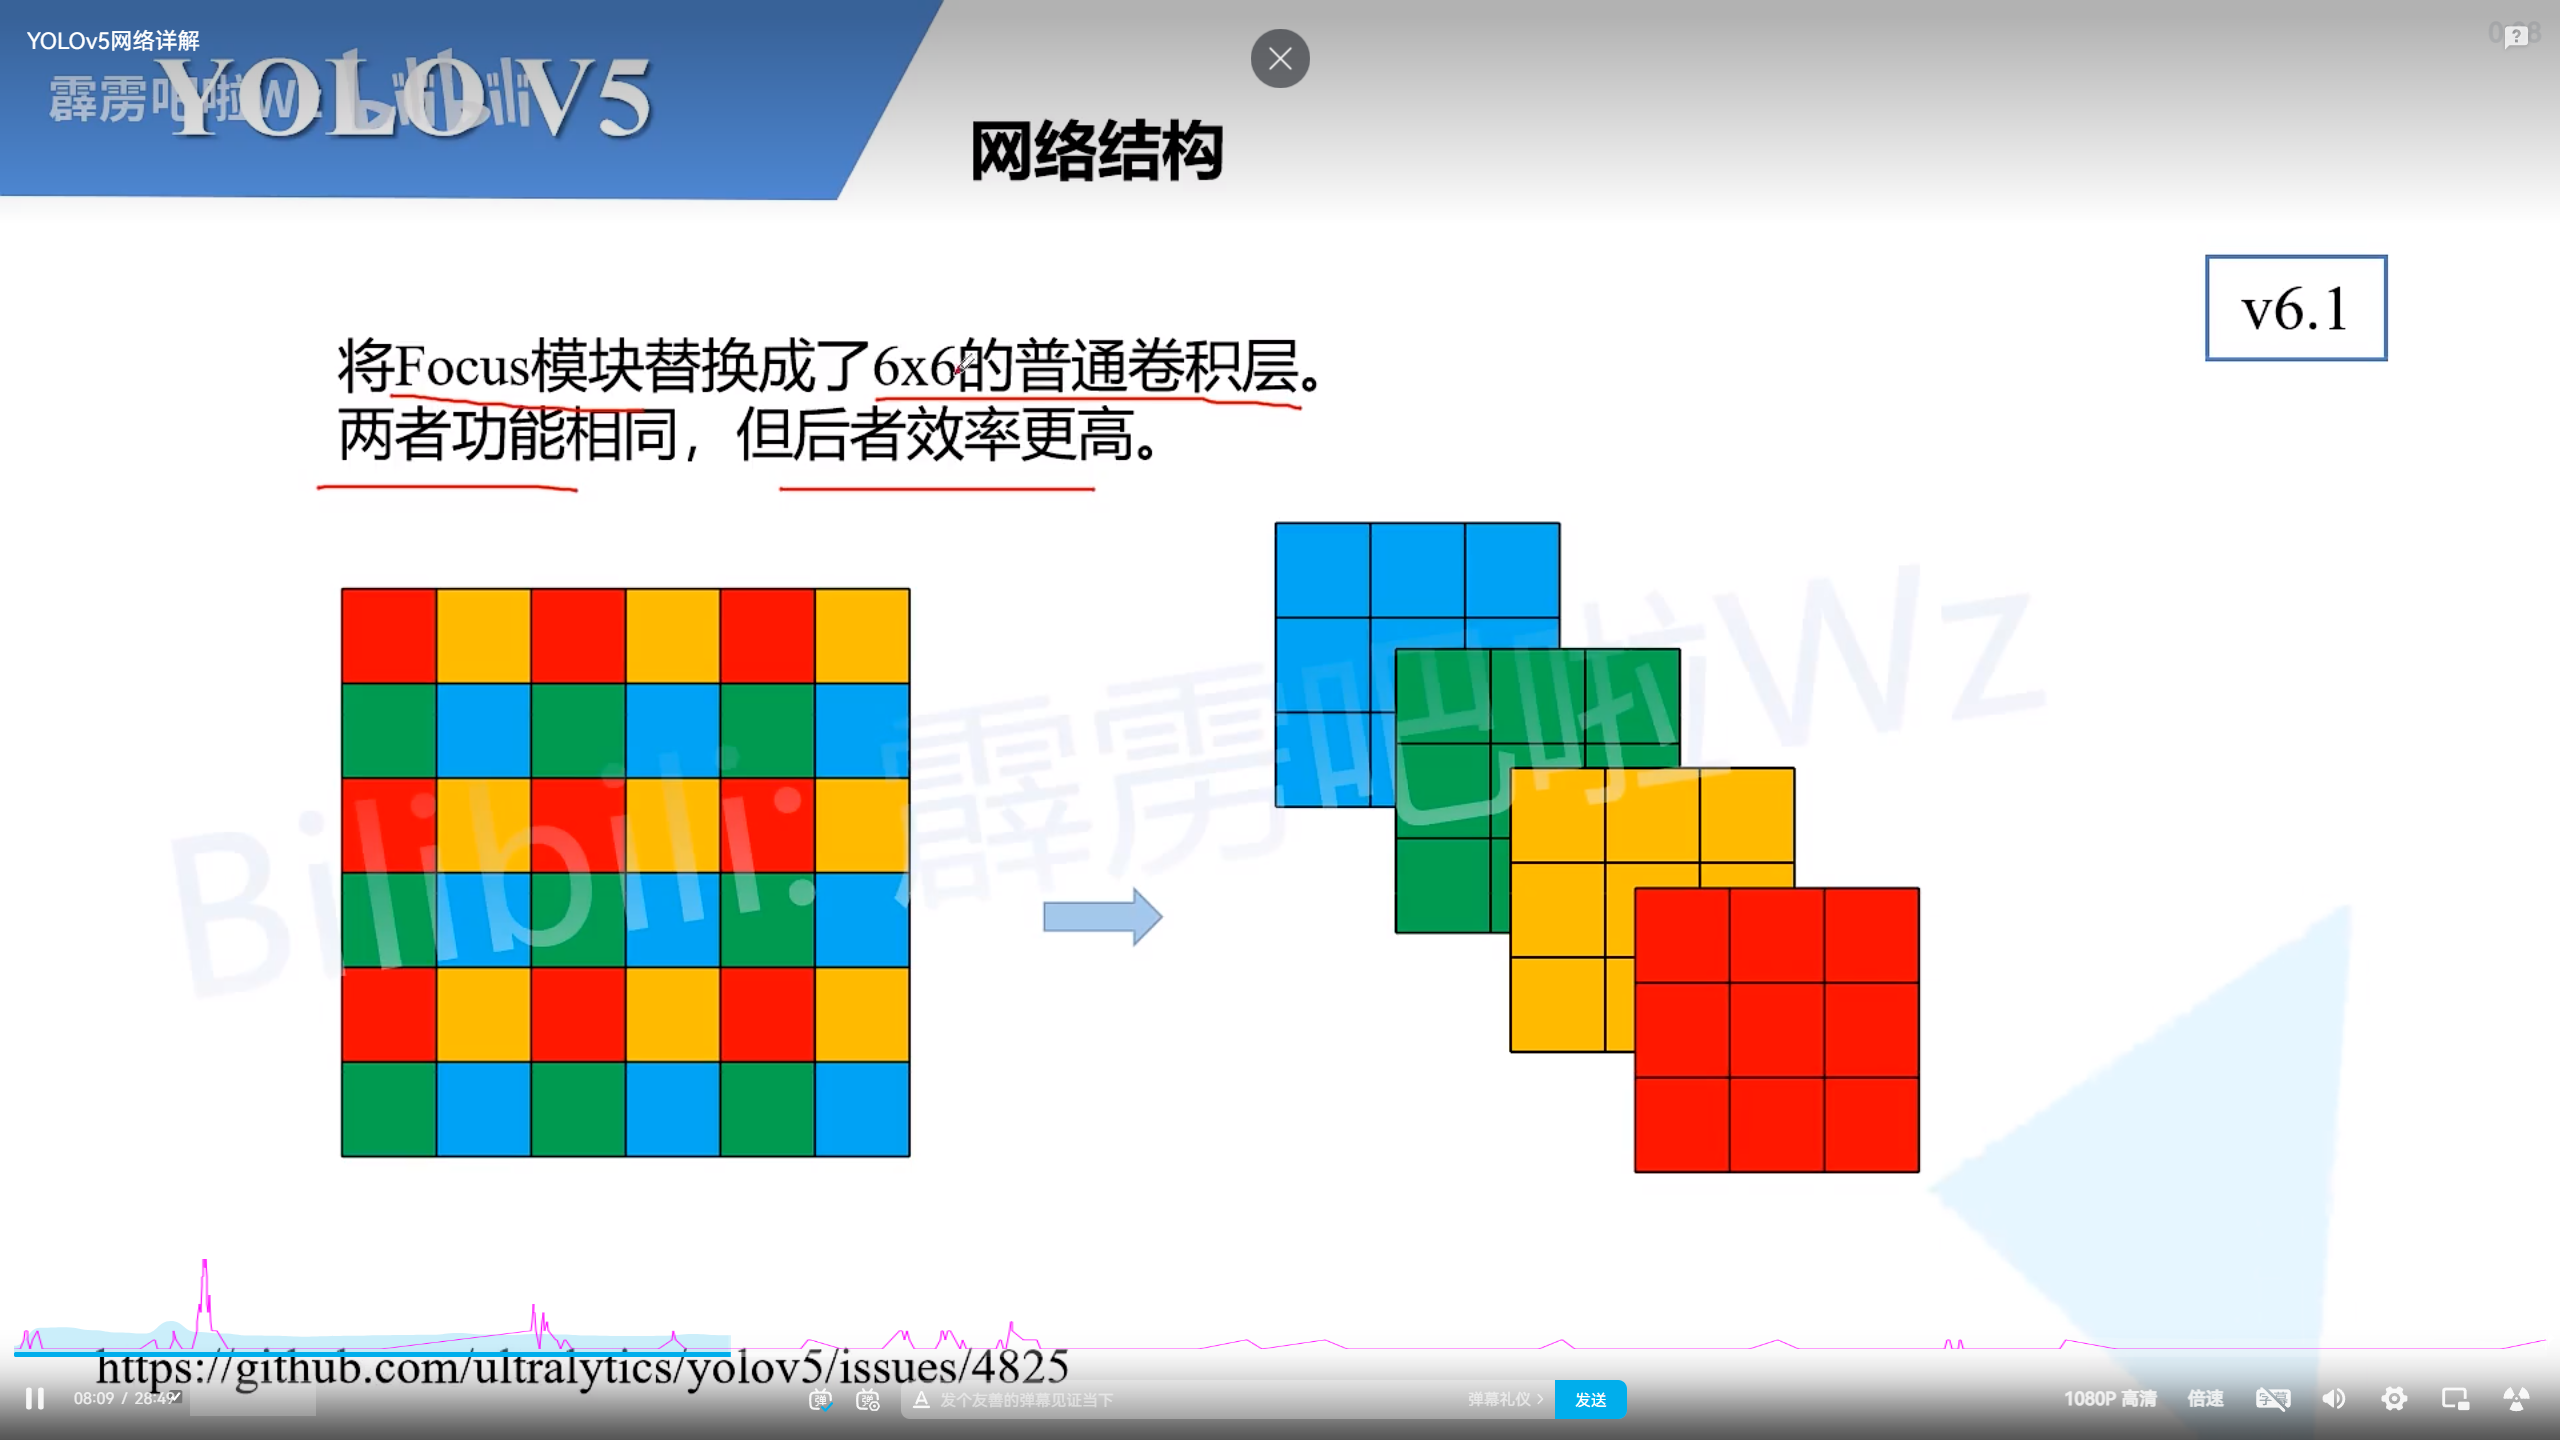 YOLOv5网络详解
霹雳吧啦Wz bilibili
YOLO V5
网络结构
v6.1
将Focus模块替换成了6x6的普通卷积层。
两者功能相同，但后者效率更高。
Bilibili: 霹雳吧啦Wz
https://github.com/ultralytics/yolov5/issues/4825
08:09 / 28:49
发个友善的弹幕见证当下
弹幕礼仪 >
发送
1080P 高清
倍速